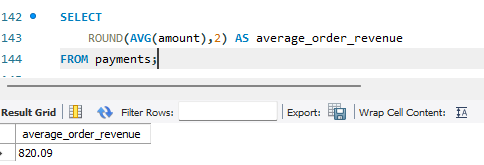 142 SELECT
143 ROUND(AVG(amount),2) AS average_order_revenue
144 FROM payments;
Result Grid Filter Rows: Export: Wrap Cell Content: IA
average_order_revenue
820.09